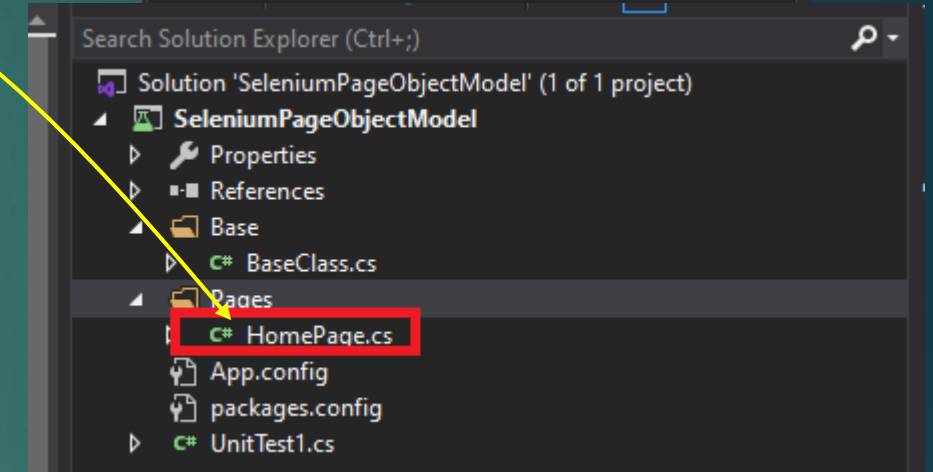 Search Solution Explorer (Ctrl+;)
Solution 'SeleniumPageObjectModel' (1 of 1 project)
SeleniumPageObjectModel
Properties
References
Base
C# BaseClass.cs
Pages
C# HomePage.cs
App.config
packages.config
C# UnitTest1.cs